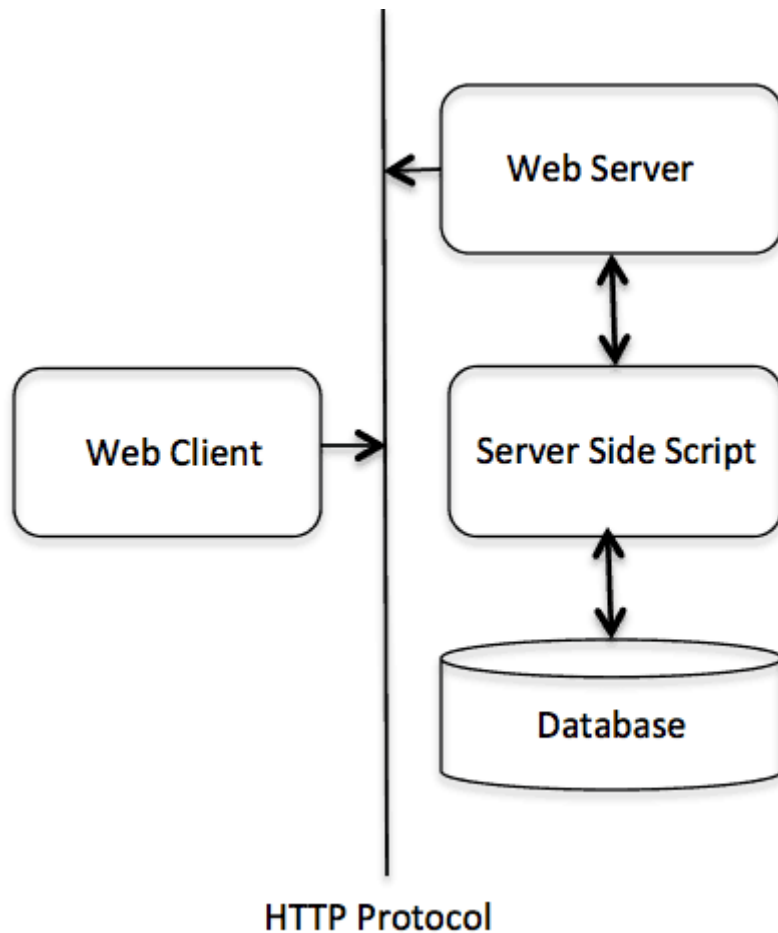 Web Server
Web Client
Server Side Script
Database
HTTP Protocol